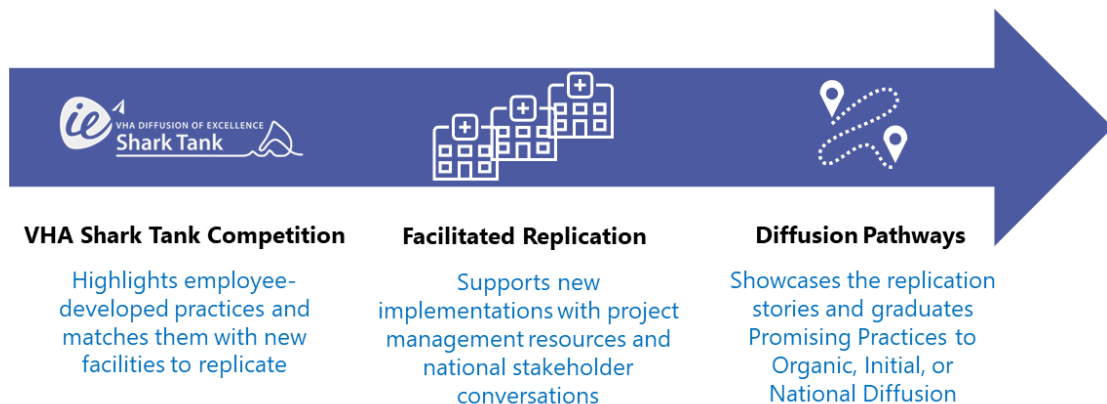 ie
VHA DIFFUSION OF EXCELLENCE
Shark Tank
VHA Shark Tank Competition
Highlights employee-
developed practices and
matches them with new
facilities to replicate
Facilitated Replication
Supports new
implementations with project
management resources and
national stakeholder
conversations
Diffusion Pathways
Showcases the replication
stories and graduates
Promising Practices to
Organic, Initial, or
National Diffusion